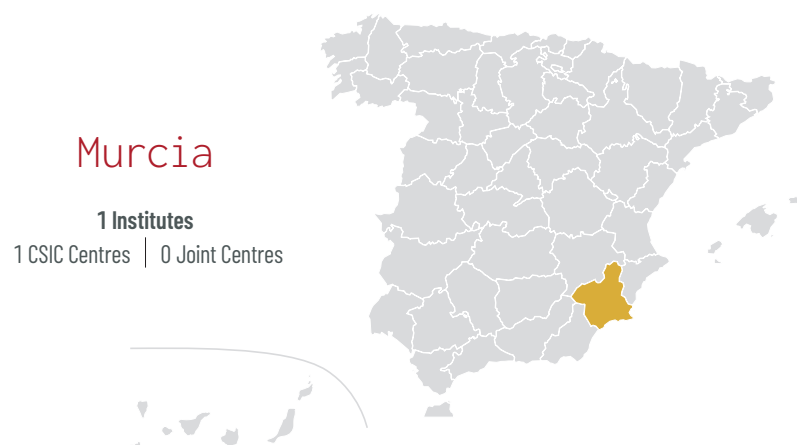 Murcia
1 Institutes
1 CSIC Centres | 0 Joint Centres